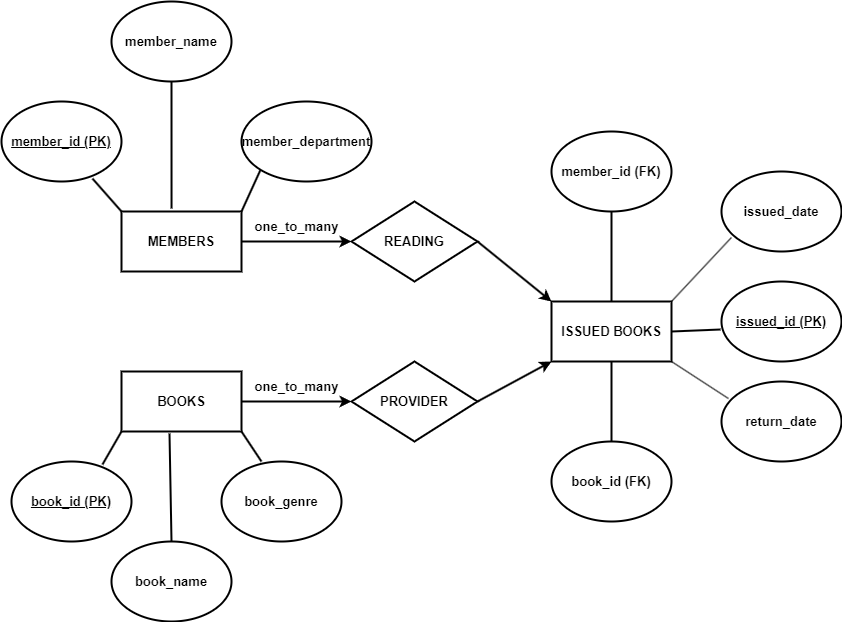 member_name
member_id (PK)
member_department
member_id (FK)
issued_date
one_to_many
MEMBERS
READING
issued_id (PK)
ISSUED BOOKS
one_to_many
BOOKS
PROVIDER
return_date
book_id (PK)
book_genre
book_id (FK)
book_name